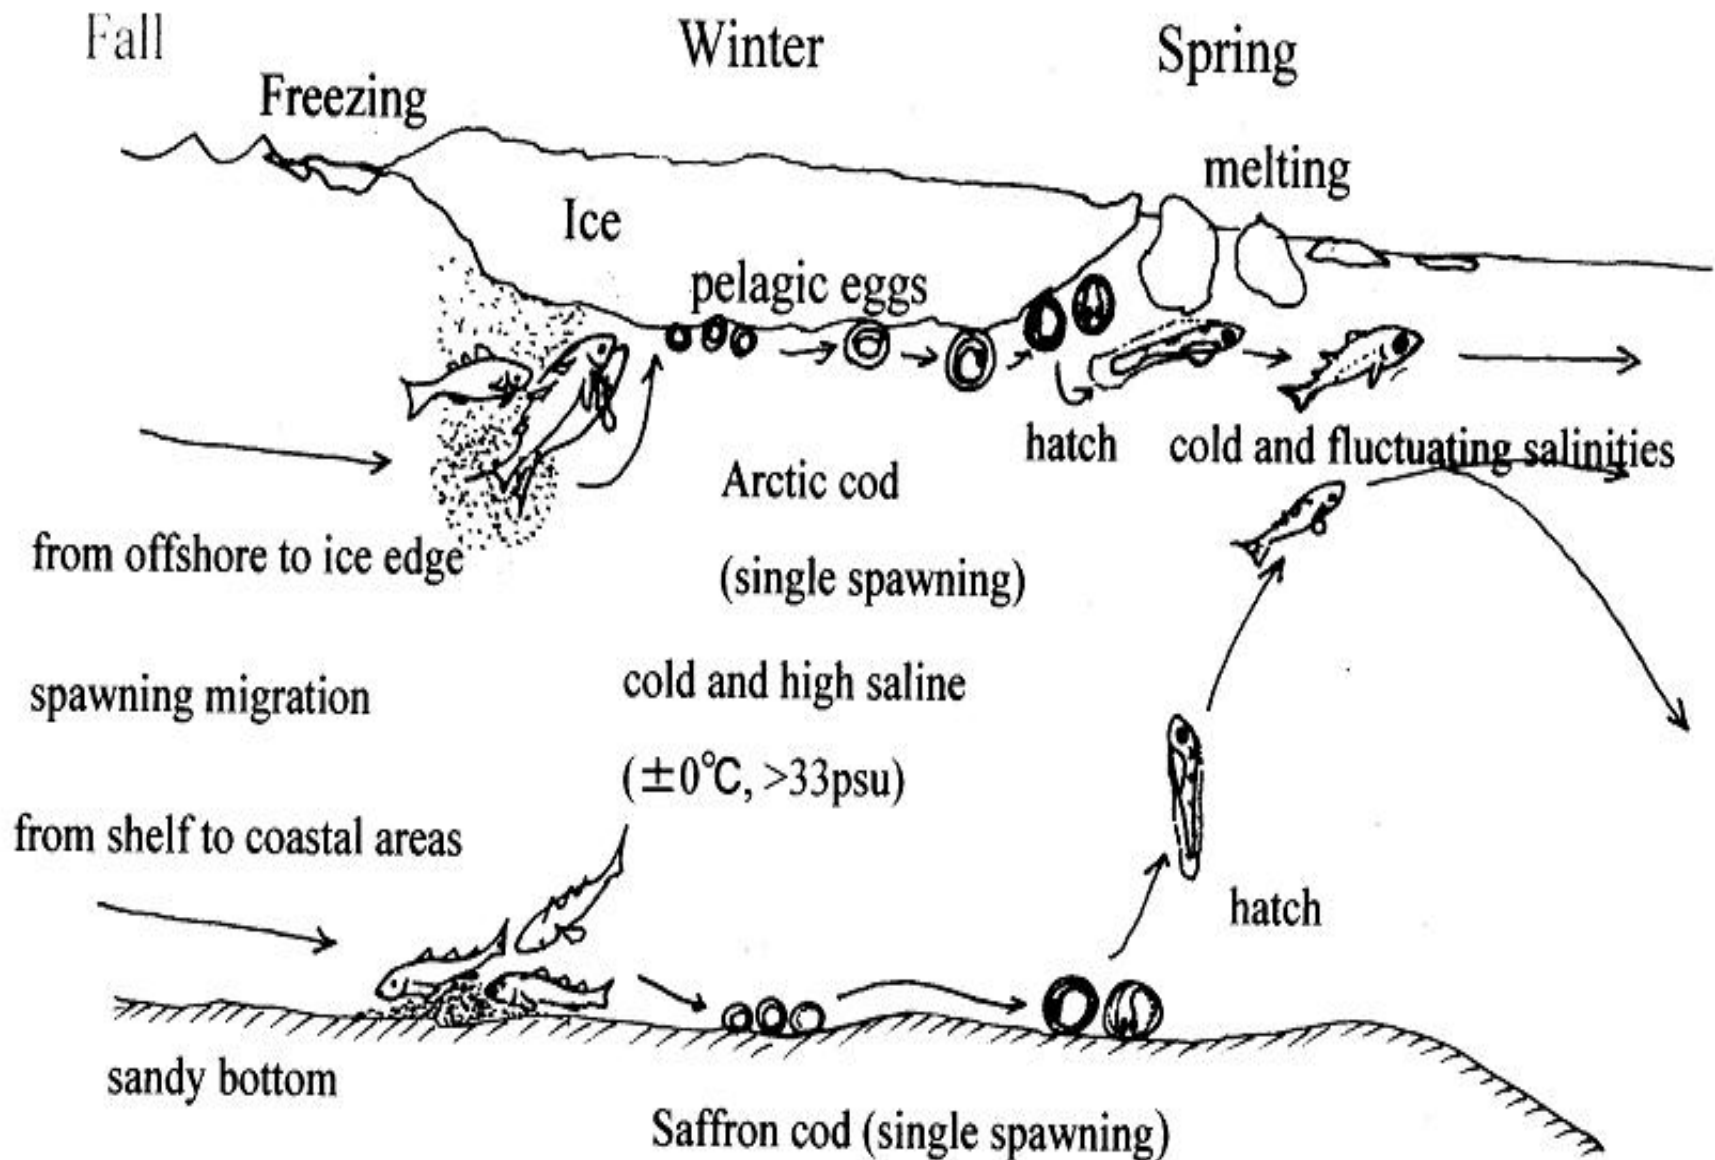 Fall
Winter
Spring
Freezing
melting
Ice
pelagic eggs
hatch
cold and fluctuating salinities
Arctic cod
(single spawning)
from offshore to ice edge
spawning migration
cold and high saline
(±0℃, >33psu)
from shelf to coastal areas
hatch
sandy bottom
Saffron cod (single spawning)